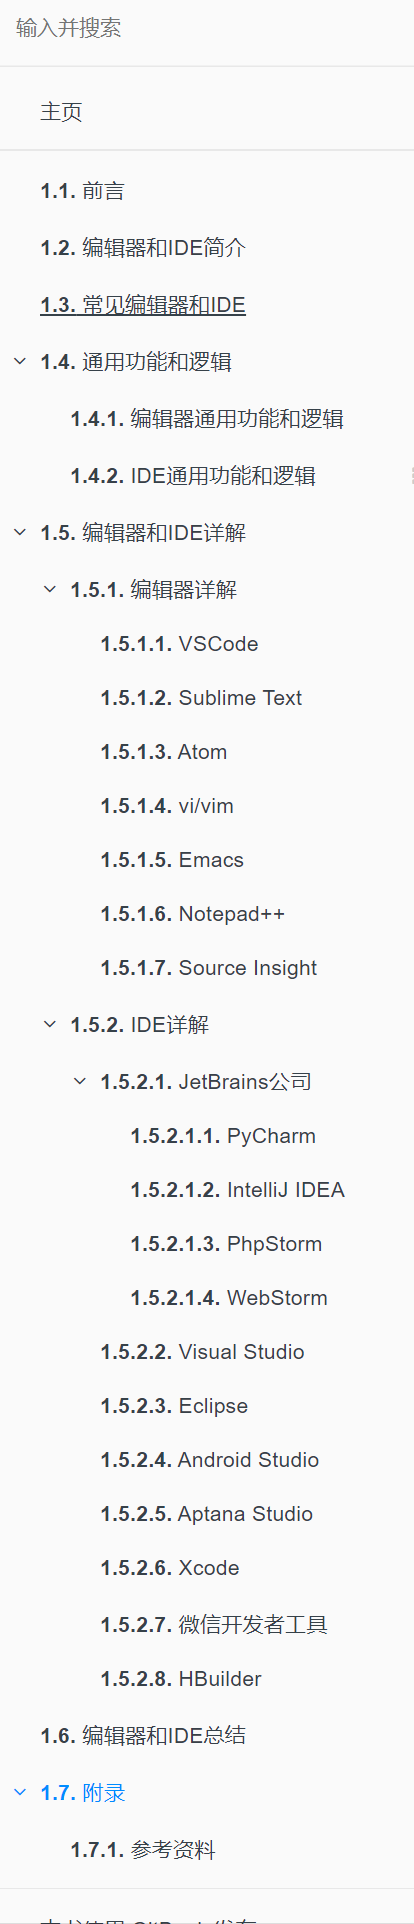 输入并搜索
主页
1.1. 前言
1.2. 编辑器和IDE简介
1.3. 常见编辑器和IDE
1.4. 通用功能和逻辑
1.4.1. 编辑器通用功能和逻辑
1.4.2. IDE通用功能和逻辑
1.5. 编辑器和IDE详解
1.5.1. 编辑器详解
1.5.1.1. VSCode
1.5.1.2. Sublime Text
1.5.1.3. Atom
1.5.1.4. vi/vim
1.5.1.5. Emacs
1.5.1.6. Notepad++
1.5.1.7. Source Insight
1.5.2. IDE详解
1.5.2.1. JetBrains公司
1.5.2.1.1. PyCharm
1.5.2.1.2. IntelliJ IDEA
1.5.2.1.3. PhpStorm
1.5.2.1.4. WebStorm
1.5.2.2. Visual Studio
1.5.2.3. Eclipse
1.5.2.4. Android Studio
1.5.2.5. Aptana Studio
1.5.2.6. Xcode
1.5.2.7. 微信开发者工具
1.5.2.8. HBuilder
1.6. 编辑器和IDE总结
1.7. 附录
1.7.1. 参考资料